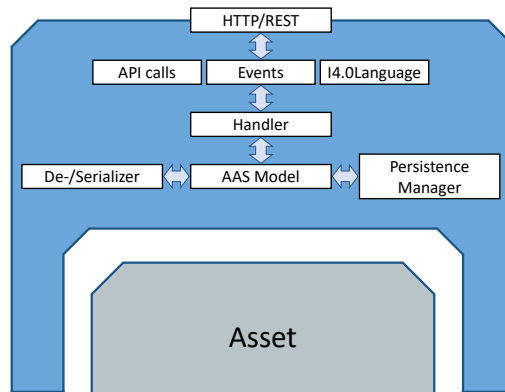 HTTP/REST
API calls
Events
I4.0Language
Handler
De-/Serializer
AAS Model
Persistence
Manager
Asset